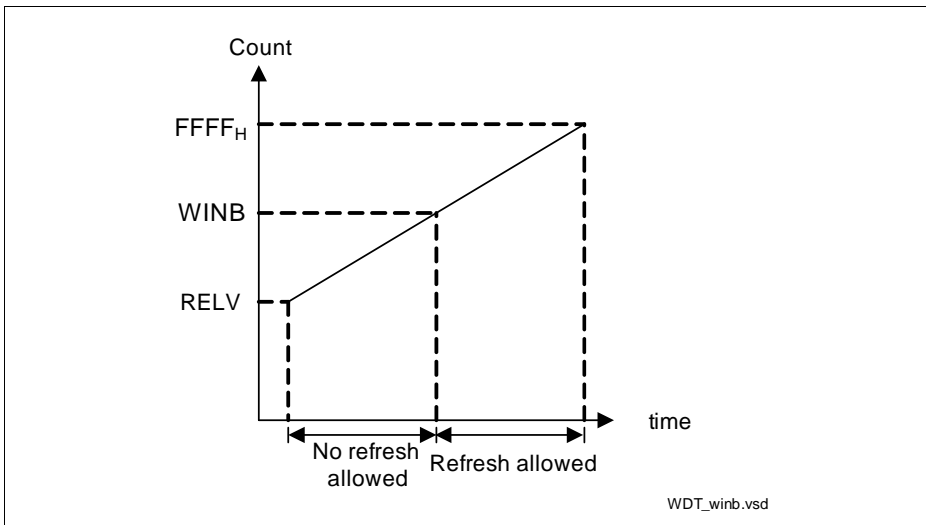 Count
FFFFH
WINB
RELV
time
No refresh
allowed
Refresh allowed
WDT_winb.vsd